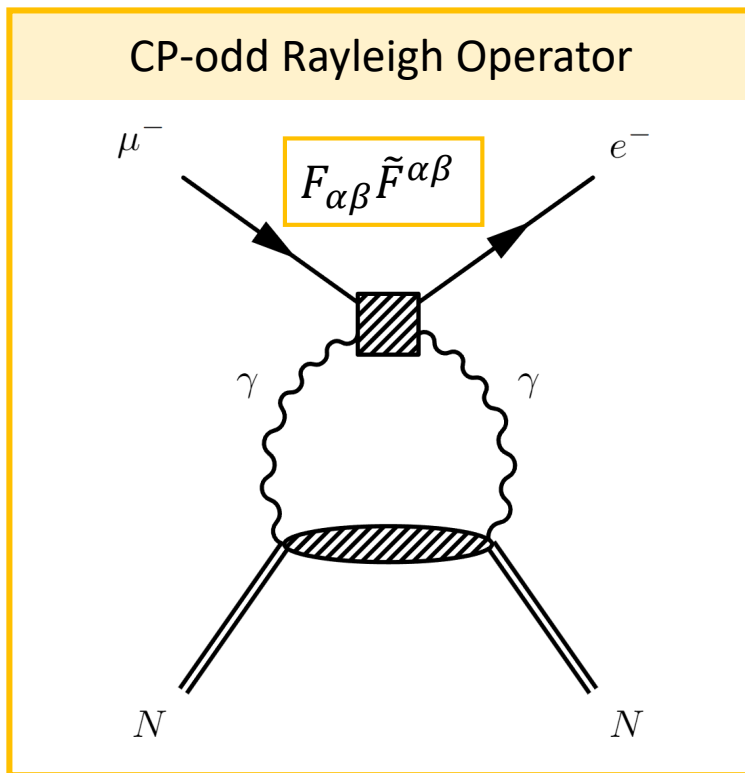 CP-odd Rayleigh Operator
μ⁻
e⁻
F_{αβ}F̃^{αβ}
γ
γ
N
N